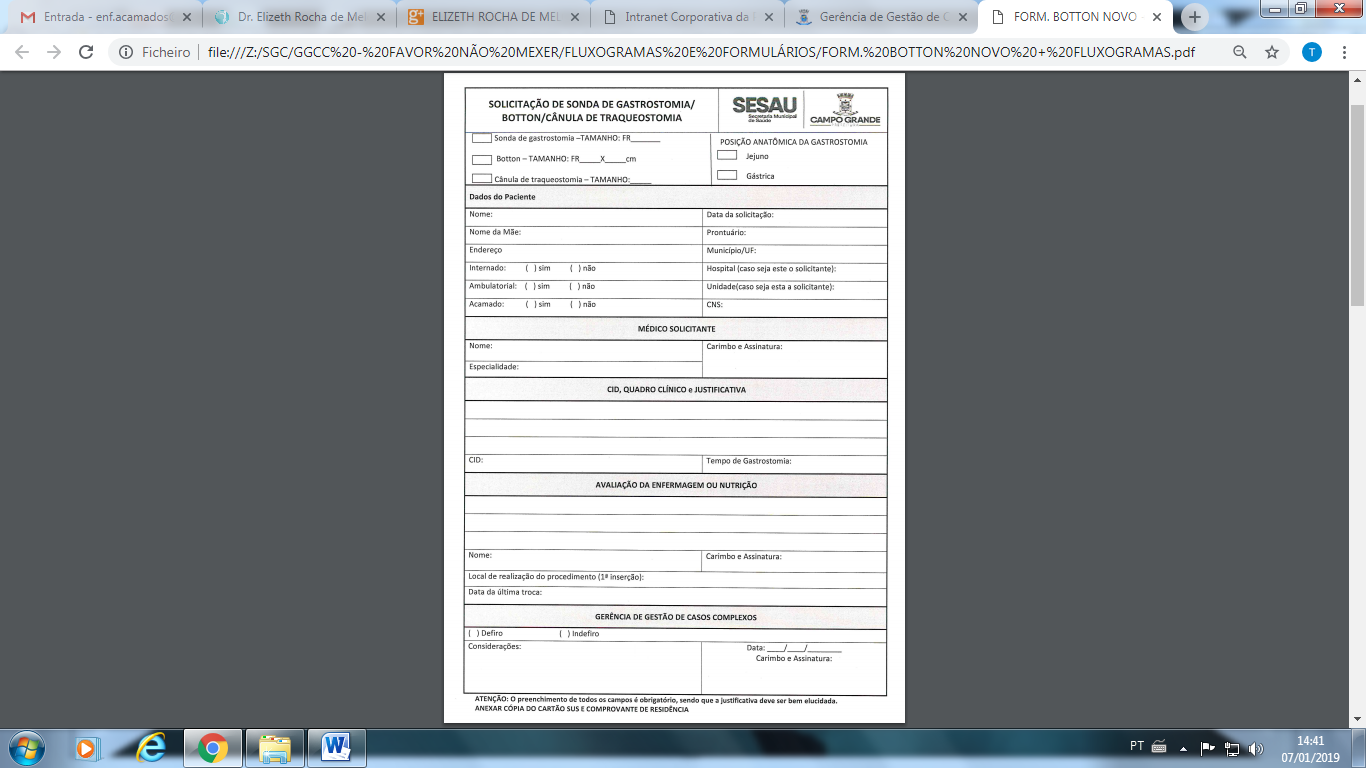 Entrada - enf.acamados
Dr. Elizeth Rocha de Me
ELIZETH ROCHA DE MEL
Intranet Corporativa da
Gerência de Gestão de C
FORM. BOTTON NOVO
Ficheiro
file:///Z:/SGC/GGCC%20-%20FAVOR%20NÃO%20MEXER/FLUXOGRAMAS%20E%20FORMULÁRIOS/FORM.%20BOTTON%20NOVO%20+%20FLUXOGRAMAS.pdf
T
SOLICITAÇÃO DE SONDA DE GASTROSTOMIA/
BOTTON/CÂNULA DE TRAQUEOSTOMIA
SESAU
Secretaria Municipal
de Saúde
CAMPO GRANDE
Sonda de gastrostomia –TAMANHO: FR_______
Botton – TAMANHO: FR_____X_____cm
Cânula de traqueostomia – TAMANHO:_____
POSIÇÃO ANATÔMICA DA GASTROSTOMIA
Jejuno
Gástrica
Dados do Paciente
Nome:
Data da solicitação:
Nome da Mãe:
Prontuário:
Endereço
Município/UF:
Internado: ( ) sim ( ) não
Hospital (caso seja este o solicitante):
Ambulatorial: ( ) sim ( ) não
Unidade(caso seja esta a solicitante):
Acamado: ( ) sim ( ) não
CNS:
MÉDICO SOLICITANTE
Nome:
Carimbo e Assinatura:
Especialidade:
CID, QUADRO CLÍNICO e JUSTIFICATIVA
CID:
Tempo de Gastrostomia:
AVALIAÇÃO DA ENFERMAGEM OU NUTRIÇÃO
Nome:
Carimbo e Assinatura:
Local de realização do procedimento (1ª inserção):
Data da última troca:
GERÊNCIA DE GESTÃO DE CASOS COMPLEXOS
( ) Defiro ( ) Indefiro
Considerações:
Data: ____/____/________
Carimbo e Assinatura:
ATENÇÃO: O preenchimento de todos os campos é obrigatório, sendo que a justificativa deve ser bem elucidada.
ANEXAR CÓPIA DO CARTÃO SUS E COMPROVANTE DE RESIDÊNCIA
PT
14:41
07/01/2019